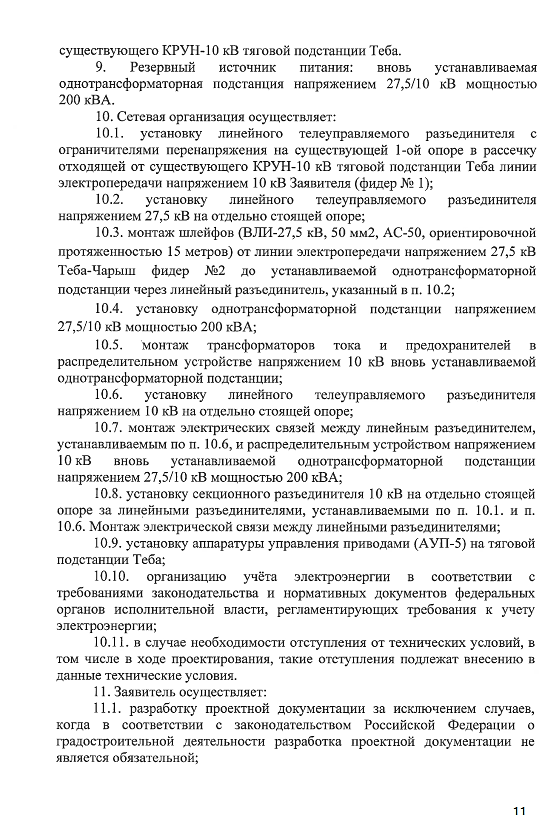 существующего КРУН-10 кВ тяговой подстанции Теба.
9. Резервный источник питания: вновь устанавливаемая
однотрансформаторная подстанция напряжением 27,5/10 кВ мощностью
200 кВА.
10. Сетевая организация осуществляет:
10.1. установку линейного телеуправляемого разъединителя с
ограничителями перенапряжения на существующей 1-ой опоре в рассечку
отходящей от существующего КРУН-10 кВ тяговой подстанции Теба линии
электропередачи напряжением 10 кВ Заявителя (фидер № 1);
10.2. установку линейного телеуправляемого разъединителя
напряжением 27,5 кВ на отдельно стоящей опоре;
10.3. монтаж шлейфов (ВЛИ-27,5 кВ, 50 мм2, АС-50, ориентировочной
протяженностью 15 метров) от линии электропередачи напряжением 27,5 кВ
Теба-Чарыш фидер №2 до устанавливаемой однотрансформаторной
подстанции через линейный разъединитель, указанный в п. 10.2;
10.4. установку однотрансформаторной подстанции напряжением
27,5/10 кВ мощностью 200 кВА;
10.5. монтаж трансформаторов тока и предохранителей в
распределительном устройстве напряжением 10 кВ вновь устанавливаемой
однотрансформаторной подстанции;
10.6. установку линейного телеуправляемого разъединителя
напряжением 10 кВ на отдельно стоящей опоре;
10.7. монтаж электрических связей между линейным разъединителем,
устанавливаемым по п. 10.6, и распределительным устройством напряжением
10 кВ вновь устанавливаемой однотрансформаторной подстанции
напряжением 27,5/10 кВ мощностью 200 кВА;
10.8. установку секционного разъединителя 10 кВ на отдельно стоящей
опоре за линейными разъединителями, устанавливаемыми по п. 10.1. и п.
10.6. Монтаж электрической связи между линейными разъединителями;
10.9. установку аппаратуры управления приводами (АУП-5) на тяговой
подстанции Теба;
10.10. организацию учёта электроэнергии в соответствии с
требованиями законодательства и нормативных документов федеральных
органов исполнительной власти, регламентирующих требования к учету
электроэнергии;
10.11. в случае необходимости отступления от технических условий, в
том числе в ходе проектирования, такие отступления подлежат внесению в
данные технические условия.
11. Заявитель осуществляет:
11.1. разработку проектной документации за исключением случаев,
когда в соответствии с законодательством Российской Федерации о
градостроительной деятельности разработка проектной документации не
является обязательной;
11